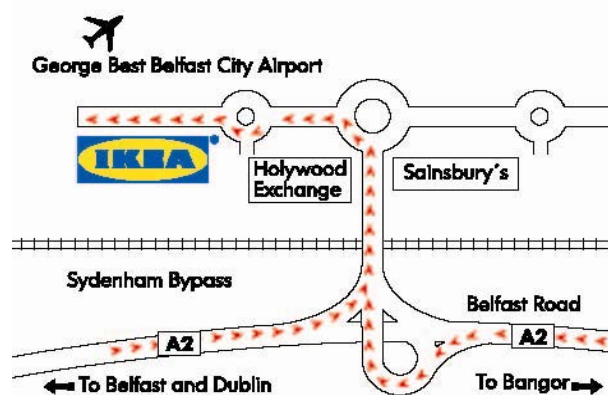 George Best Belfast City Airport
IKEA®
Holywood
Exchange
Sainsbury's
Sydenham Bypass
Belfast Road
A2
A2
To Belfast and Dublin
To Bangor